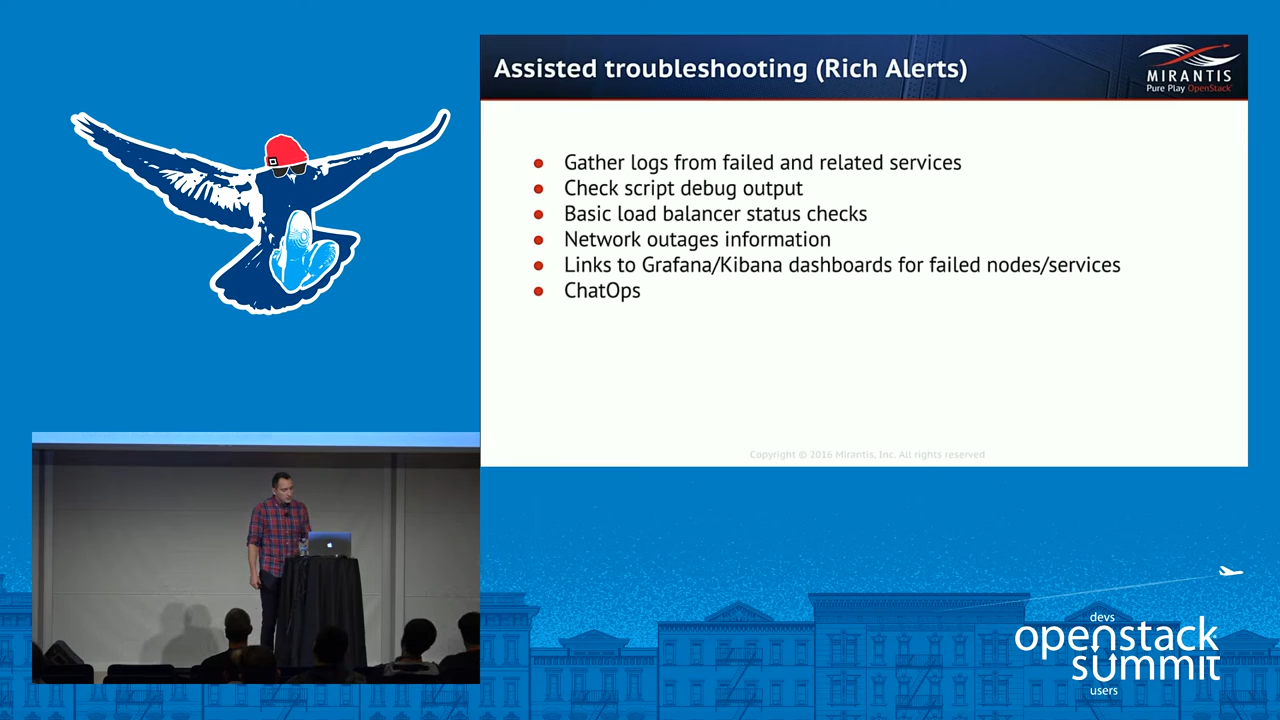 Assisted troubleshooting (Rich Alerts)
MIRANTIS
Pure Play OpenStack
● Gather logs from failed and related services
● Check script debug output
● Basic load balancer status checks
● Network outages information
● Links to Grafana/Kibana dashboards for failed nodes/services
● ChatOps
Copyright © 2016 Mirantis, Inc. All rights reserved
devs
openstack
summit
users